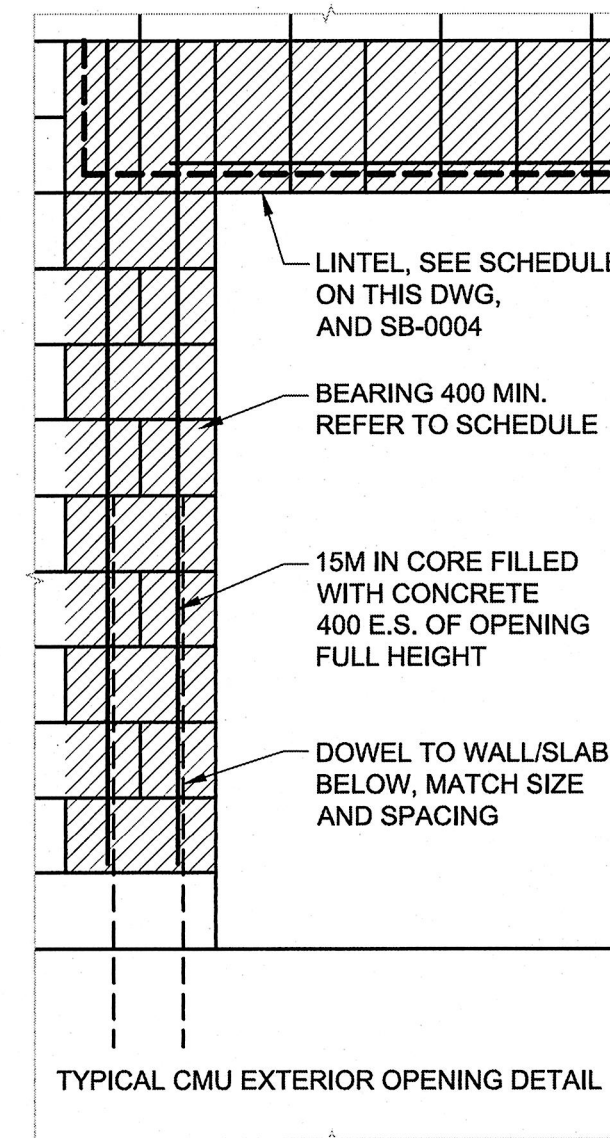 LINTEL, SEE SCHEDULE
ON THIS DWG,
AND SB-0004
BEARING 400 MIN.
REFER TO SCHEDULE
15M IN CORE FILLED
WITH CONCRETE
400 E.S. OF OPENING
FULL HEIGHT
DOWEL TO WALL/SLAB
BELOW, MATCH SIZE
AND SPACING
TYPICAL CMU EXTERIOR OPENING DETAIL